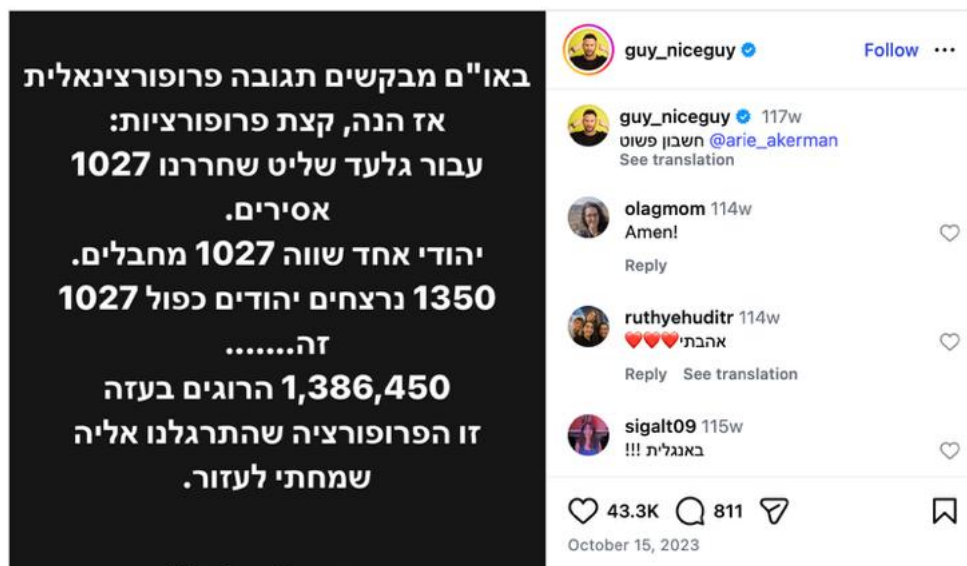 באו"ם מבקשים תגובה פרופורצינאלית
אז הנה, קצת פרופורציות:
עבור גלעד שליט שחררנו 1027
אסירים.
יהודי אחד שווה 1027 מחבלים.
1350 נרצחים יהודים כפול 1027
זה.......
1,386,450 הרוגים בעזה
זו הפרופורציה שהתרגלנו אליה
שמחתי לעזור.
guy_niceguy
Follow
guy_niceguy 117w
חשבון פשוט @arie_akerman
See translation
olagmom 114w
Amen!
Reply
ruthyehuditr 114w
אהבתי❤️❤️❤️
Reply See translation
sigalt09 115w
באנגלית !!!
43.3K 811
October 15, 2023